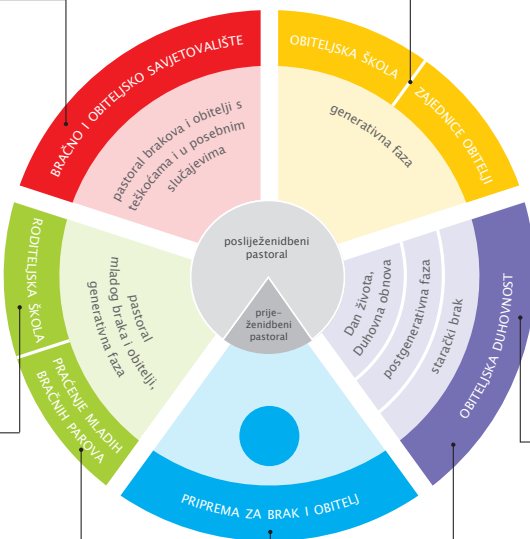 BRAČNO I OBITELJSKO SAVJETOVALIŠTE
pastoral brakova i obitelji s
teškoćama i u posebnim
slučajevima
OBITELJSKA ŠKOLA
ZAJEDNICE OBITELJI
generativna faza
posliježenidbeni
pastoral
prije-
ženidbeni
pastoral
RODITELJSKA ŠKOLA
PRAĆENJE MLADIH
BRAČNIH PAROVA
pastoral
mladog braka i obitelji,
generativna faza
Dan života,
Duhovna obnova
postgenerativna faza
starački brak
OBITELJSKA DUHOVNOST
PRIPREMA ZA BRAK I OBITELJ